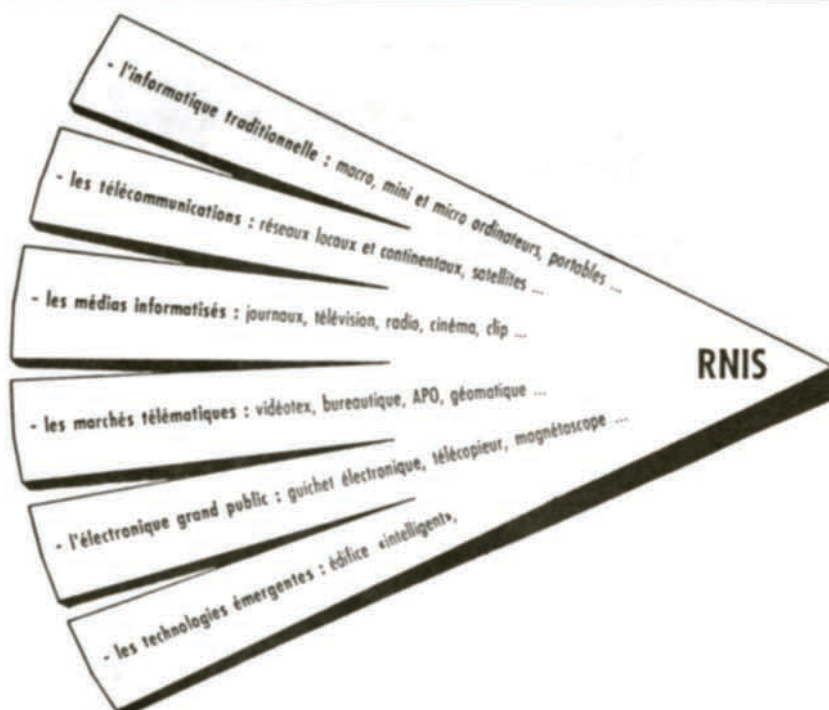 - l'informatique traditionnelle : macro, mini et micro ordinateurs, portables ...
- les télécommunications : réseaux locaux et continentaux, satellites ...
- les médias informatisés : journaux, télévision, radio, cinéma, clip ...
- les marchés télématiques : vidéotex, bureautique, APO, géomatique ...
- l'électronique grand public : guichet électronique, télécopieur, magnétoscope ...
- les technologies émergentes : édifice «intelligent»,
RNIS